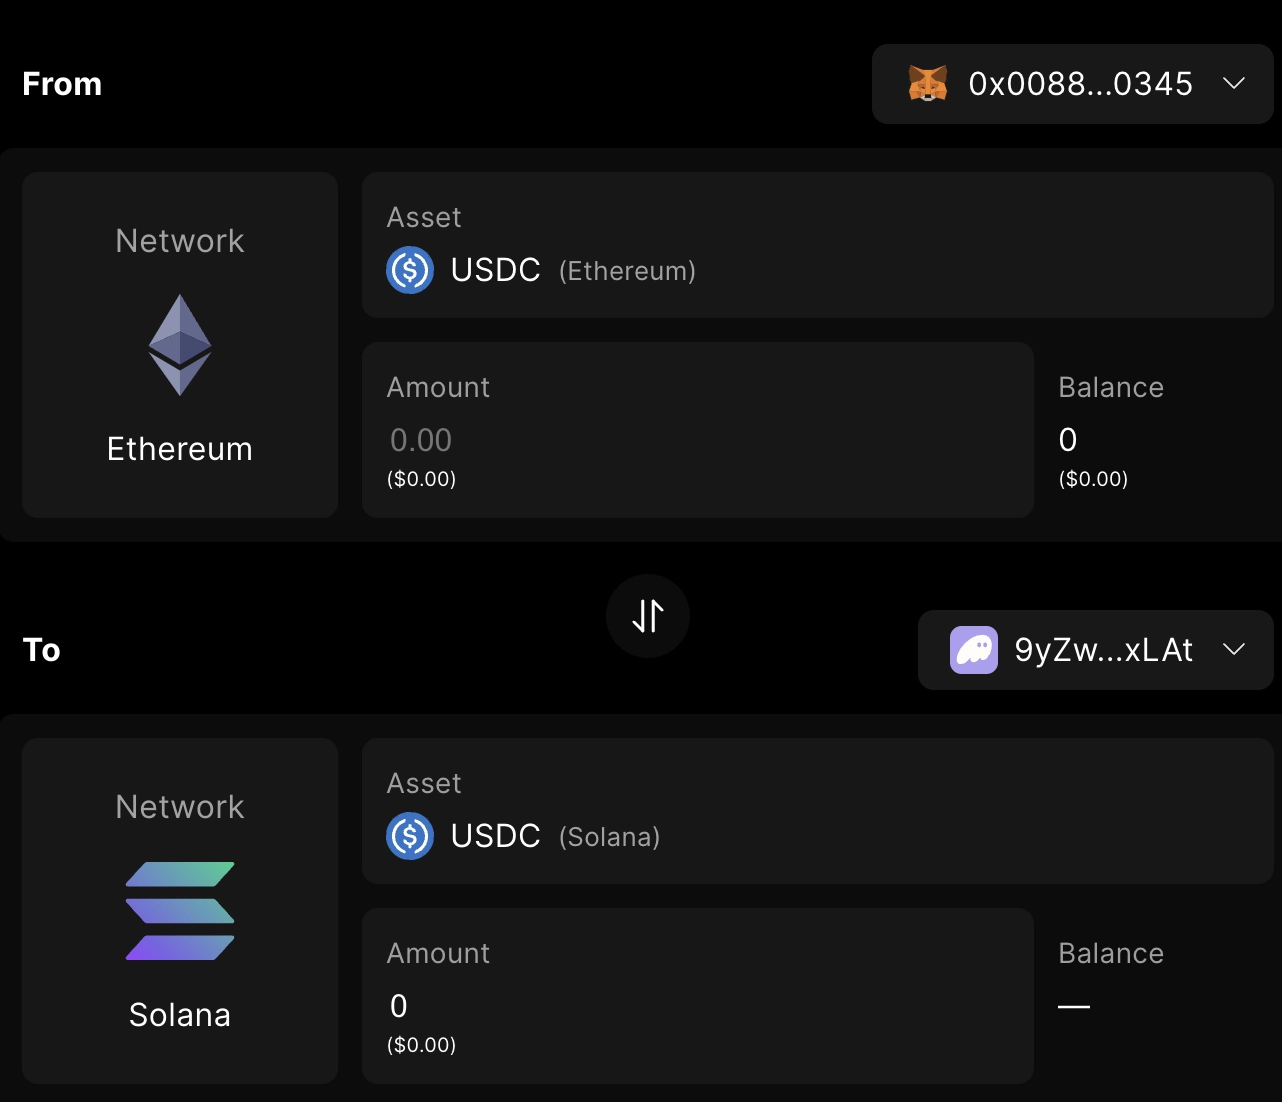 From
0x0088...0345
Network
Ethereum
Asset
USDC (Ethereum)
Amount
0.00
($0.00)
Balance
0
($0.00)
To
9yZw...xLAt
Network
Solana
Asset
USDC (Solana)
Amount
0
($0.00)
Balance
—